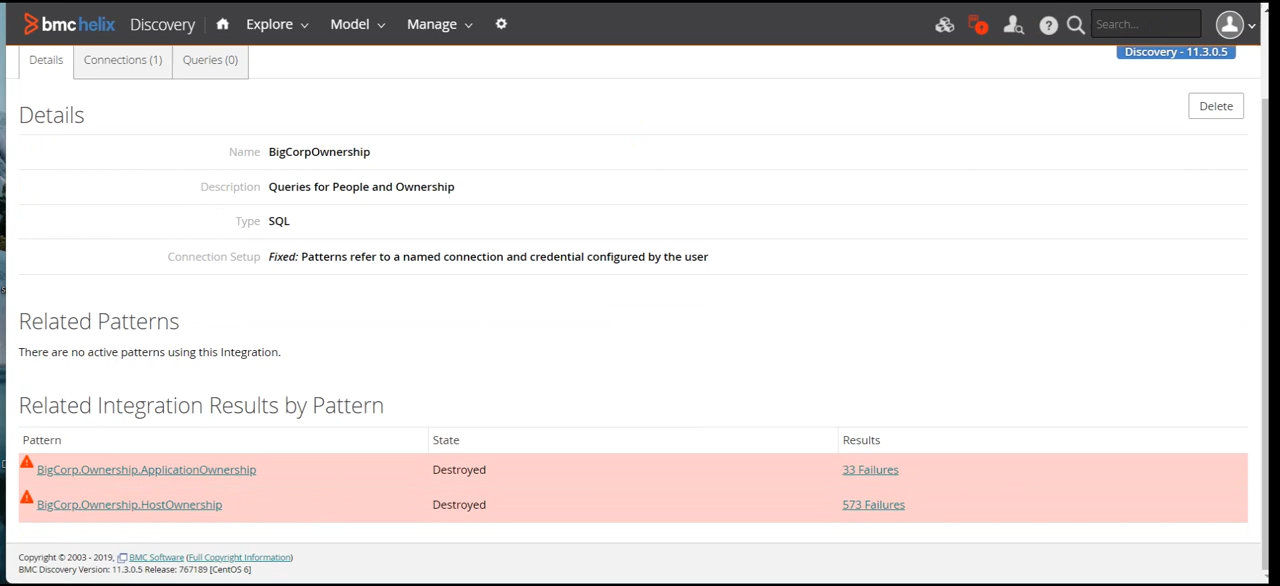 bmchelix Discovery Explore Model Manage Search...
Details Connections (1) Queries (0) Discovery - 11.3.0.5
Details Delete
Name BigCorpOwnership
Description Queries for People and Ownership
Type SQL
Connection Setup Fixed: Patterns refer to a named connection and credential configured by the user
Related Patterns
There are no active patterns using this Integration.
Related Integration Results by Pattern
Pattern State Results
BigCorp.Ownership.ApplicationOwnership Destroyed 33 Failures
BigCorp.Ownership.HostOwnership Destroyed 573 Failures
Copyright © 2003 - 2019, BMC Software (Full Copyright Information)
BMC Discovery Version: 11.3.0.5 Release: 767189 [CentOS 6]